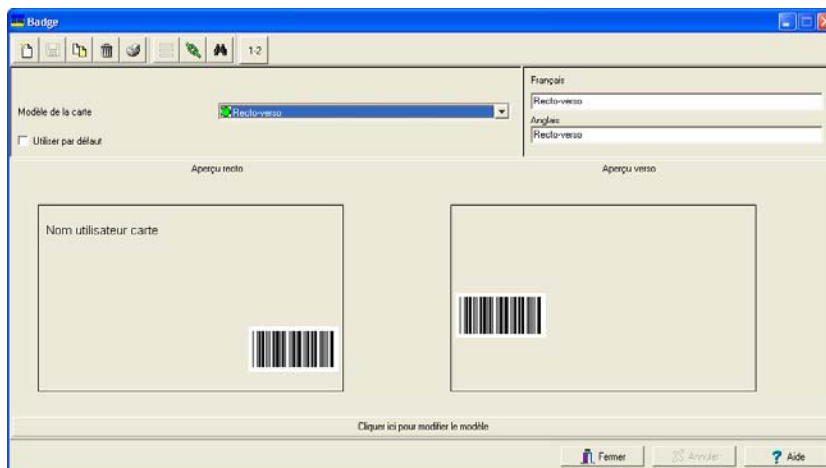 Badge
1-2
Français
Recto-verso
Modèle de la carte
Recto-verso
Anglais
Recto-verso
Utiliser par défaut
Aperçu recto
Aperçu verso
Nom utilisateur carte
Cliquer ici pour modifier le modèle
Fermer
Annuler
? Aide